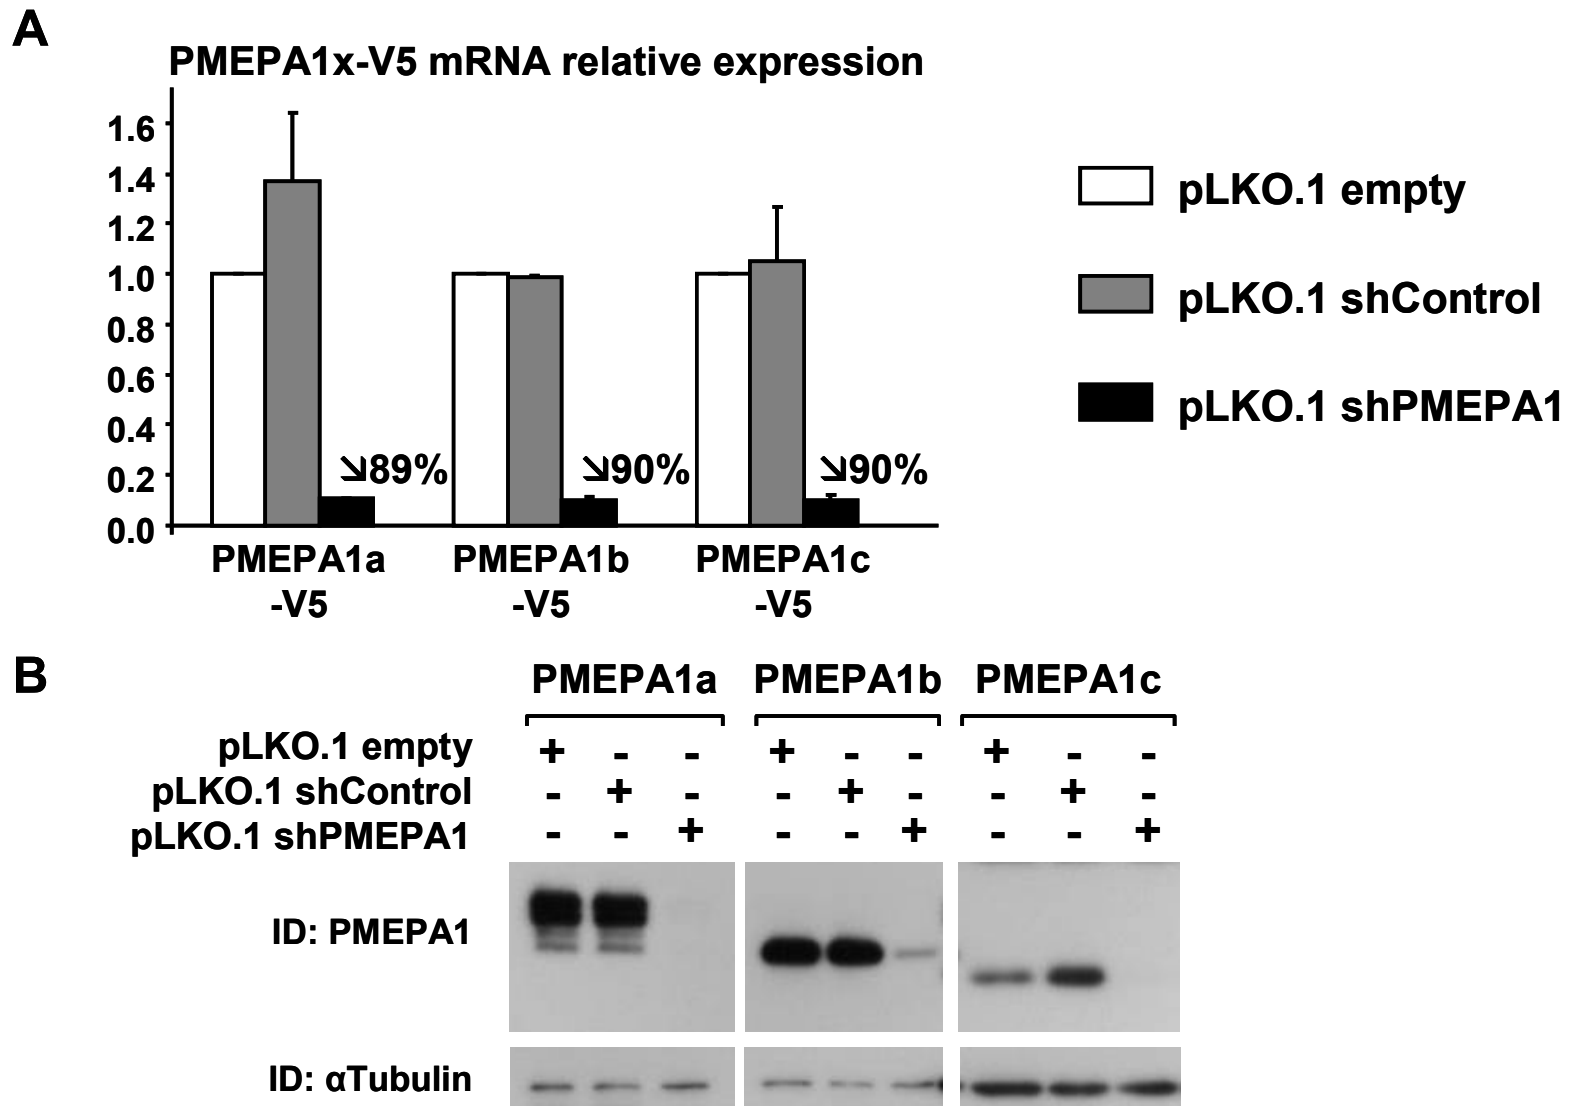 A
PMEPA1x-V5 mRNA relative expression
1.6
1.4
1.2
1.0
0.8
0.6
0.4
0.2
0.0
↘89%
↘90%
↘90%
PMEPA1a
-V5
PMEPA1b
-V5
PMEPA1c
-V5
pLKO.1 empty
pLKO.1 shControl
pLKO.1 shPMEPA1
B
PMEPA1a PMEPA1b PMEPA1c
pLKO.1 empty + - - + - - + - -
pLKO.1 shControl - + - - + - - + -
pLKO.1 shPMEPA1 - - + - - + - - +
ID: PMEPA1
ID: αTubulin